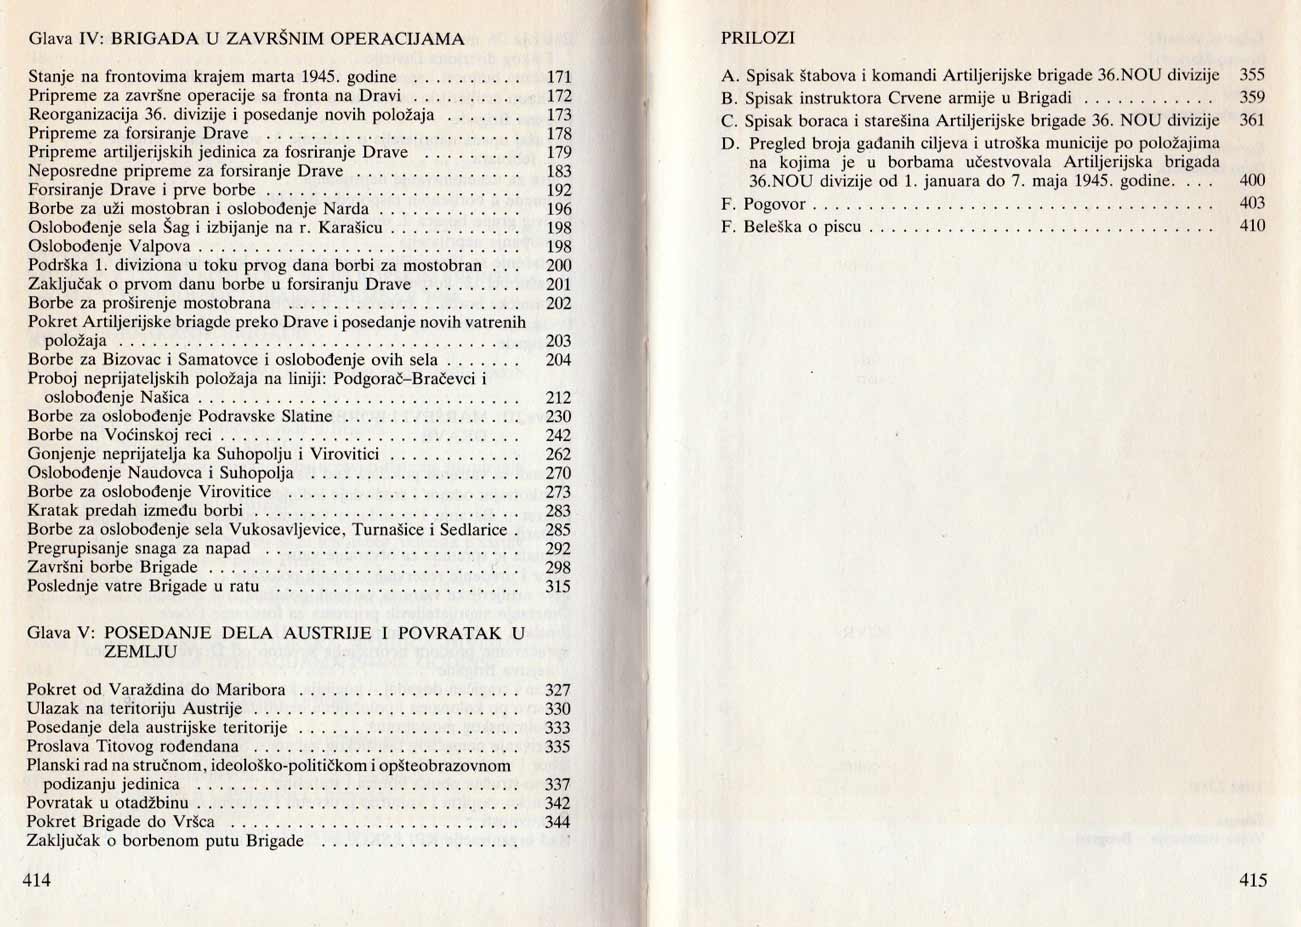 Glava IV: BRIGADA U ZAVRŠNIM OPERACIJAMA
Stanje na frontovima krajem marta 1945. godine . . . . . . . . . . 171
Pripreme za završne operacije sa fronta na Dravi . . . . . . . . . . 172
Reorganizacija 36. divizije i posedanje novih položaja . . . . . . . 173
Pripreme za forsiranje Drave . . . . . . . . . . . . . . . . . . . . . . . 178
Pripreme artiljerijskih jedinica za fosriranje Drave . . . . . . . . . 179
Neposredne pripreme za forsiranje Drave . . . . . . . . . . . . . . . 183
Forsiranje Drave i prve borbe . . . . . . . . . . . . . . . . . . . . . . . 192
Borbe za uži mostobran i oslobođenje Narda . . . . . . . . . . . . . 196
Oslobođenje sela Šag i izbijanje na r. Karašicu . . . . . . . . . . . . 198
Oslobođenje Valpova . . . . . . . . . . . . . . . . . . . . . . . . . . . . . 198
Podrška 1. diviziona u toku prvog dana borbi za mostobran . . . 200
Zaključak o prvom danu borbe u forsiranju Drave . . . . . . . . . 201
Borbe za proširenje mostobrana . . . . . . . . . . . . . . . . . . . . . 202
Pokret Artiljerijske briagde preko Drave i posedanje novih vatrenih
položaja . . . . . . . . . . . . . . . . . . . . . . . . . . . . . . . . . . . . 203
Borbe za Bizovac i Samatovce i oslobođenje ovih sela . . . . . . . 204
Proboj neprijateljskih položaja na liniji: Podgorač–Bračevci i
oslobođenje Našica . . . . . . . . . . . . . . . . . . . . . . . . . . . . . 212
Borbe za oslobođenje Podravske Slatine . . . . . . . . . . . . . . . . 230
Borbe na Voćinskoj reci . . . . . . . . . . . . . . . . . . . . . . . . . . . 242
Gonjenje neprijatelja ka Suhopolju i Virovitici . . . . . . . . . . . . 262
Oslobođenje Naudovca i Suhopolja . . . . . . . . . . . . . . . . . . . 270
Borbe za oslobođenje Virovitice . . . . . . . . . . . . . . . . . . . . . 273
Kratak predah između borbi . . . . . . . . . . . . . . . . . . . . . . . . 283
Borbe za oslobođenje sela Vukosavljevice, Turnašice i Sedlarice . 285
Pregrupisanje snaga za napad . . . . . . . . . . . . . . . . . . . . . . . 292
Završni borbe Brigade . . . . . . . . . . . . . . . . . . . . . . . . . . . . 298
Poslednje vatre Brigade u ratu . . . . . . . . . . . . . . . . . . . . . . 315
Glava V: POSEDANJE DELA AUSTRIJE I POVRATAK U
ZEMLJU
Pokret od Varaždina do Maribora . . . . . . . . . . . . . . . . . . . . 327
Ulazak na teritoriju Austrije . . . . . . . . . . . . . . . . . . . . . . . . 330
Posedanje dela austrijske teritorije . . . . . . . . . . . . . . . . . . . . 333
Proslava Titovog rođendana . . . . . . . . . . . . . . . . . . . . . . . . 335
Planski rad na stručnom, ideološko-političkom i opšteobrazovnom
podizanju jedinica . . . . . . . . . . . . . . . . . . . . . . . . . . . . . 337
Povratak u otadžbinu . . . . . . . . . . . . . . . . . . . . . . . . . . . . . 342
Pokret Brigade do Vršca . . . . . . . . . . . . . . . . . . . . . . . . . . 344
Zaključak o borbenom putu Brigade . . . . . . . . . . . . . . . . . .
414
PRILOZI
A. Spisak štabova i komandi Artiljerijske brigade 36.NOU divizije 355
B. Spisak instruktora Crvene armije u Brigadi . . . . . . . . . . . . 359
C. Spisak boraca i starešina Artiljerijske brigade 36. NOU divizije 361
D. Pregled broja gađanih ciljeva i utroška municije po položajima
na kojima je u borbama učestvovala Artiljerijska brigada
36.NOU divizije od 1. januara do 7. maja 1945. godine. . . . 400
F. Pogovor . . . . . . . . . . . . . . . . . . . . . . . . . . . . . . . . . . . . 403
F. Beleška o piscu . . . . . . . . . . . . . . . . . . . . . . . . . . . . . . . 410
415